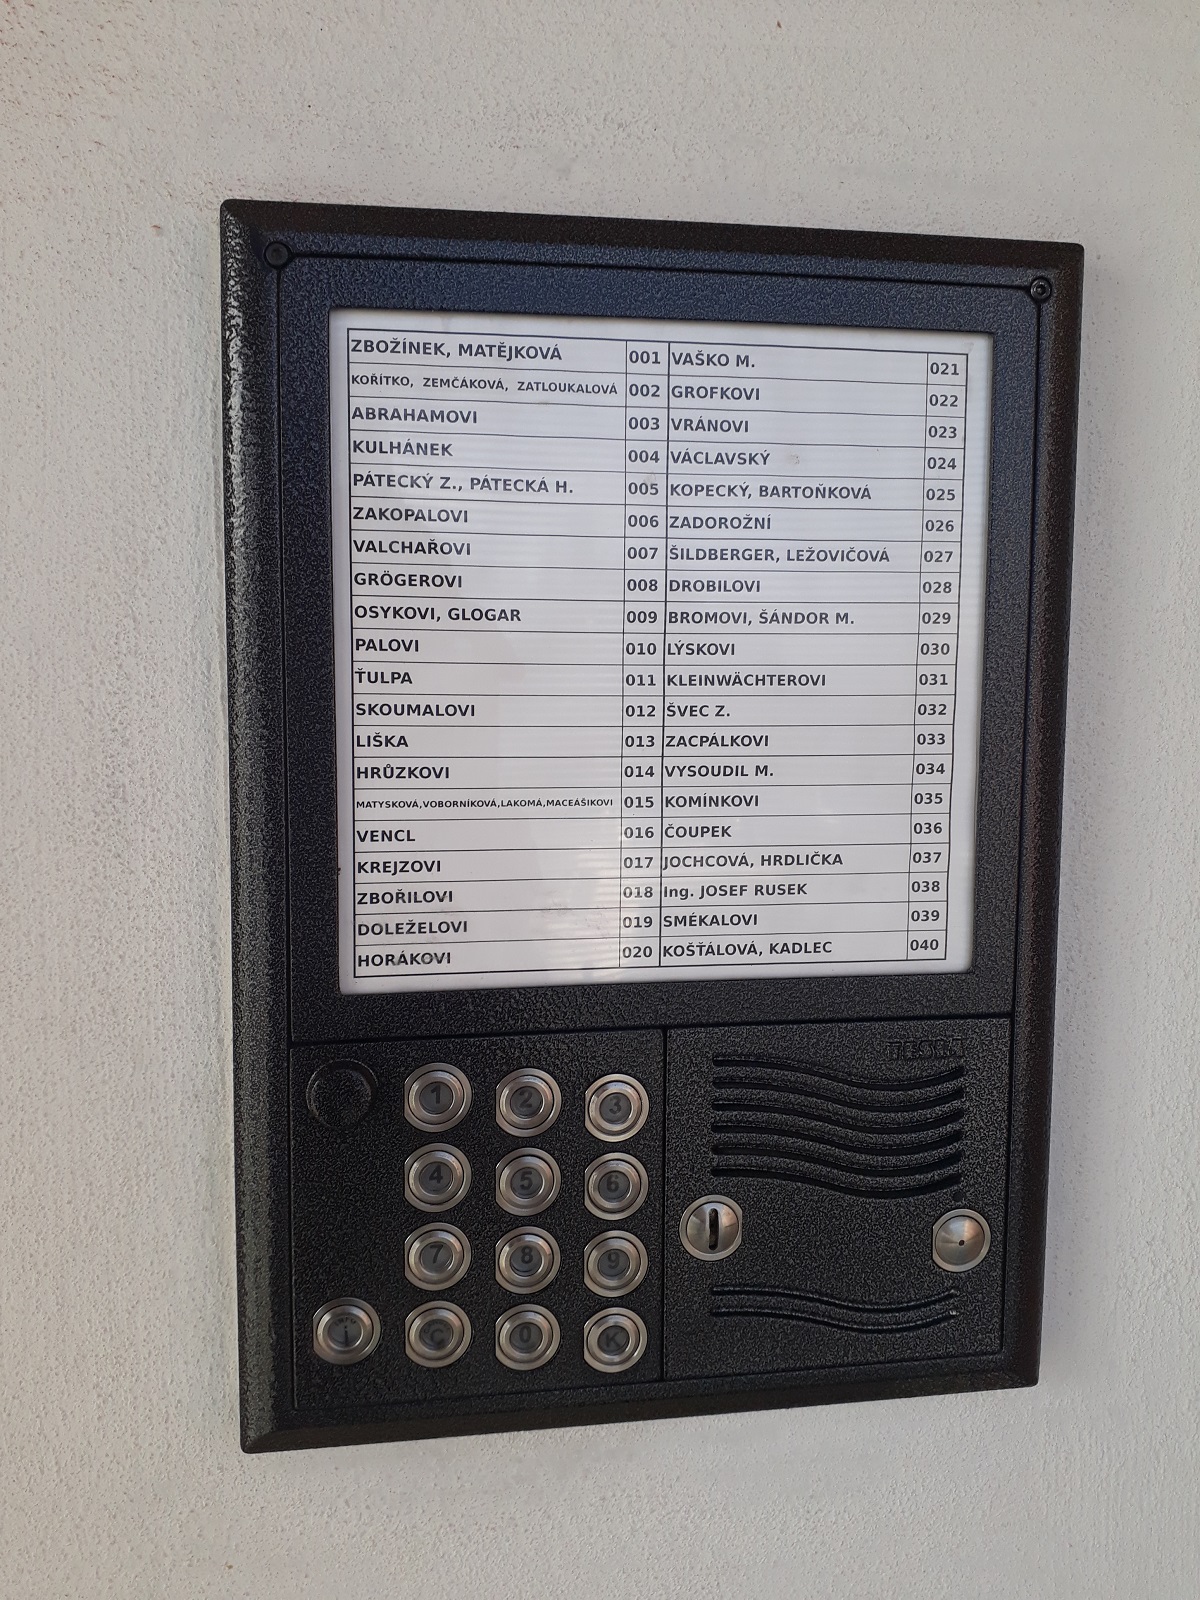 ZBOŽÍNEK, MATĚJKOVÁ 001 VAŠKO M. 021
KOŘÍTKO, ZEMČÁKOVÁ, ZATLOUKALOVÁ 002 GROFKOVI 022
ABRAHAMOVI 003 VRÁNOVI 023
KULHÁNEK 004 VÁCLAVSKÝ 024
PÁTECKÝ Z., PÁTECKÁ H. 005 KOPECKÝ, BARTOŇKOVÁ 025
ZAKOPALOVI 006 ZADOROŽNÍ 026
VALCHAŘOVI 007 ŠILDBERGER, LEŽOVIČOVÁ 027
GRÖGEROVI 008 DROBILOVI 028
OSYKOVI, GLOGAR 009 BROMOVI, ŠÁNDOR M. 029
PALOVI 010 LÝSKOVI 030
ŤULPA 011 KLEINWÄCHTEROVI 031
SKOUMALOVI 012 ŠVEC Z. 032
LIŠKA 013 ZACPÁLKOVI 033
HRŮZKOVI 014 VYSOUDIL M. 034
MATYSKOVÁ,VOBORNÍKOVÁ,LAKOMÁ,MACEÁŠIKOVI 015 KOMÍNKOVI 035
VENCL 016 ČOUPEK 036
KREJZOVI 017 JOCHCOVÁ, HRDLIČKA 037
ZBOŘILOVI 018 Ing. JOSEF RUSEK 038
DOLEŽELOVI 019 SMÉKALOVI 039
HORÁKOVI 020 KOŠŤÁLOVÁ, KADLEC 040
TESLA
1 2 3
4 5 6
7 8 9
INFO i C 0 K